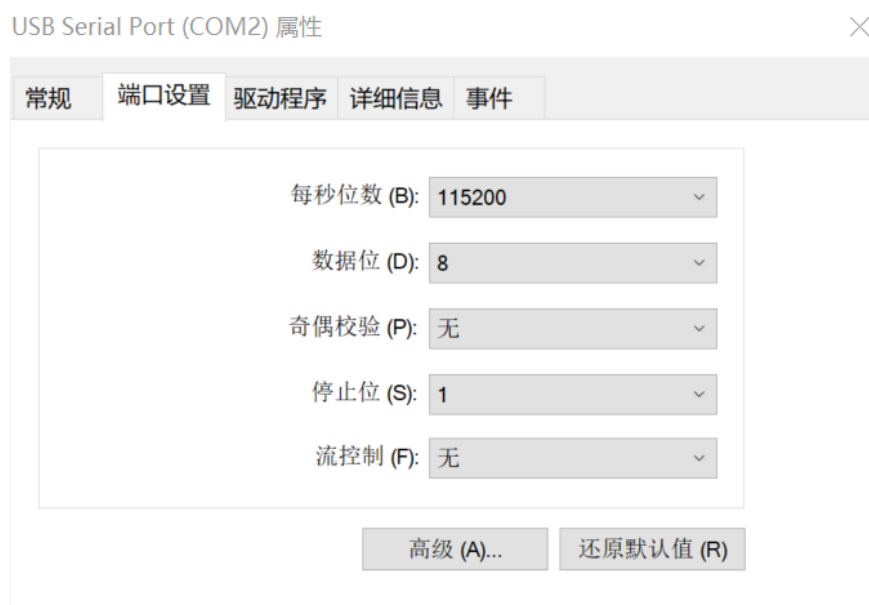 USB Serial Port (COM2) 属性
常规 端口设置 驱动程序 详细信息 事件
每秒位数 (B): 115200
数据位 (D): 8
奇偶校验 (P): 无
停止位 (S): 1
流控制 (F): 无
高级 (A)... 还原默认值 (R)